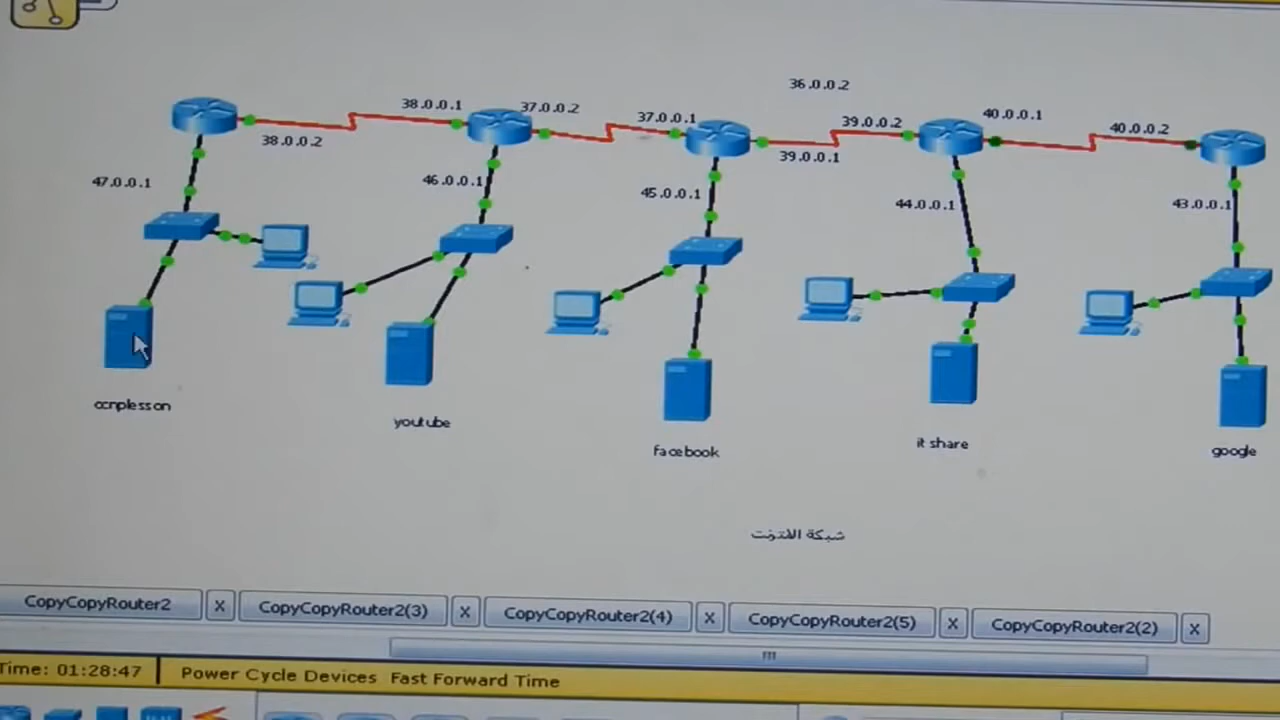 36.0.0.2
38.0.0.1
37.0.0.2
37.0.0.1
39.0.0.2
40.0.0.1
40.0.0.2
38.0.0.2
39.0.0.1
47.0.0.1
46.0.0.1
45.0.0.1
44.0.0.1
43.0.0.1
ccnplesson
youtube
facebook
it share
google
شبكة الانترنت
CopyCopyRouter2 X CopyCopyRouter2(3) X CopyCopyRouter2(4) X CopyCopyRouter2(5) X CopyCopyRouter2(2) X
Time: 01:28:47 Power Cycle Devices Fast Forward Time